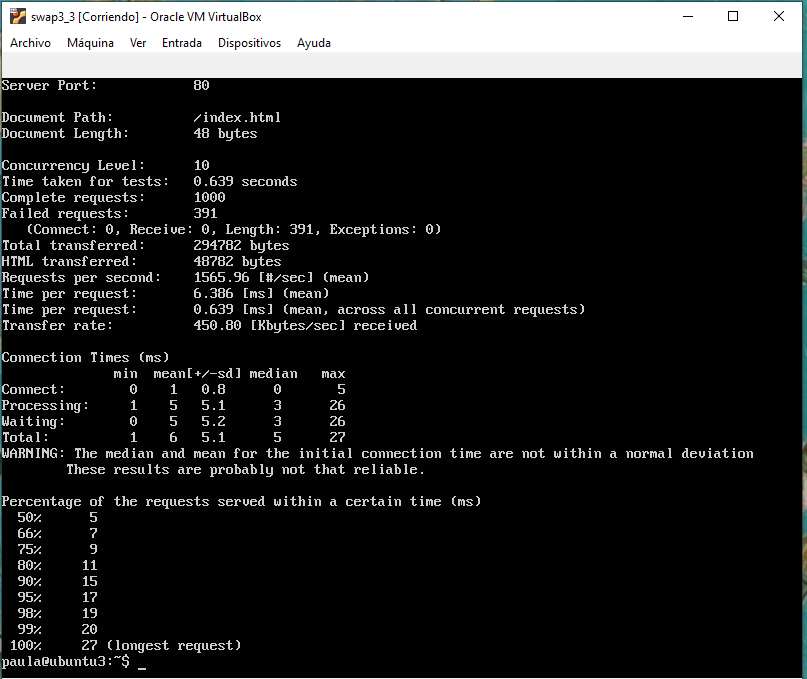 swap3_3 [Corriendo] - Oracle VM VirtualBox
Archivo Máquina Ver Entrada Dispositivos Ayuda
Server Port:            80
Document Path:          /index.html
Document Length:        48 bytes
Concurrency Level:      10
Time taken for tests:   0.639 seconds
Complete requests:      1000
Failed requests:        391
   (Connect: 0, Receive: 0, Length: 391, Exceptions: 0)
Total transferred:      294782 bytes
HTML transferred:       48782 bytes
Requests per second:    1565.96 [#/sec] (mean)
Time per request:       6.386 [ms] (mean)
Time per request:       0.639 [ms] (mean, across all concurrent requests)
Transfer rate:          450.80 [Kbytes/sec] received
Connection Times (ms)
              min  mean[+/-sd] median   max
Connect:        0    1   0.8      0       5
Processing:     1    5   5.1      3      26
Waiting:        0    5   5.2      3      26
Total:          1    6   5.1      5      27
WARNING: The median and mean for the initial connection time are not within a normal deviation
        These results are probably not that reliable.
Percentage of the requests served within a certain time (ms)
  50%      5
  66%      7
  75%      9
  80%     11
  90%     15
  95%     17
  98%     19
  99%     20
 100%     27 (longest request)
paula@ubuntu3:~$ _